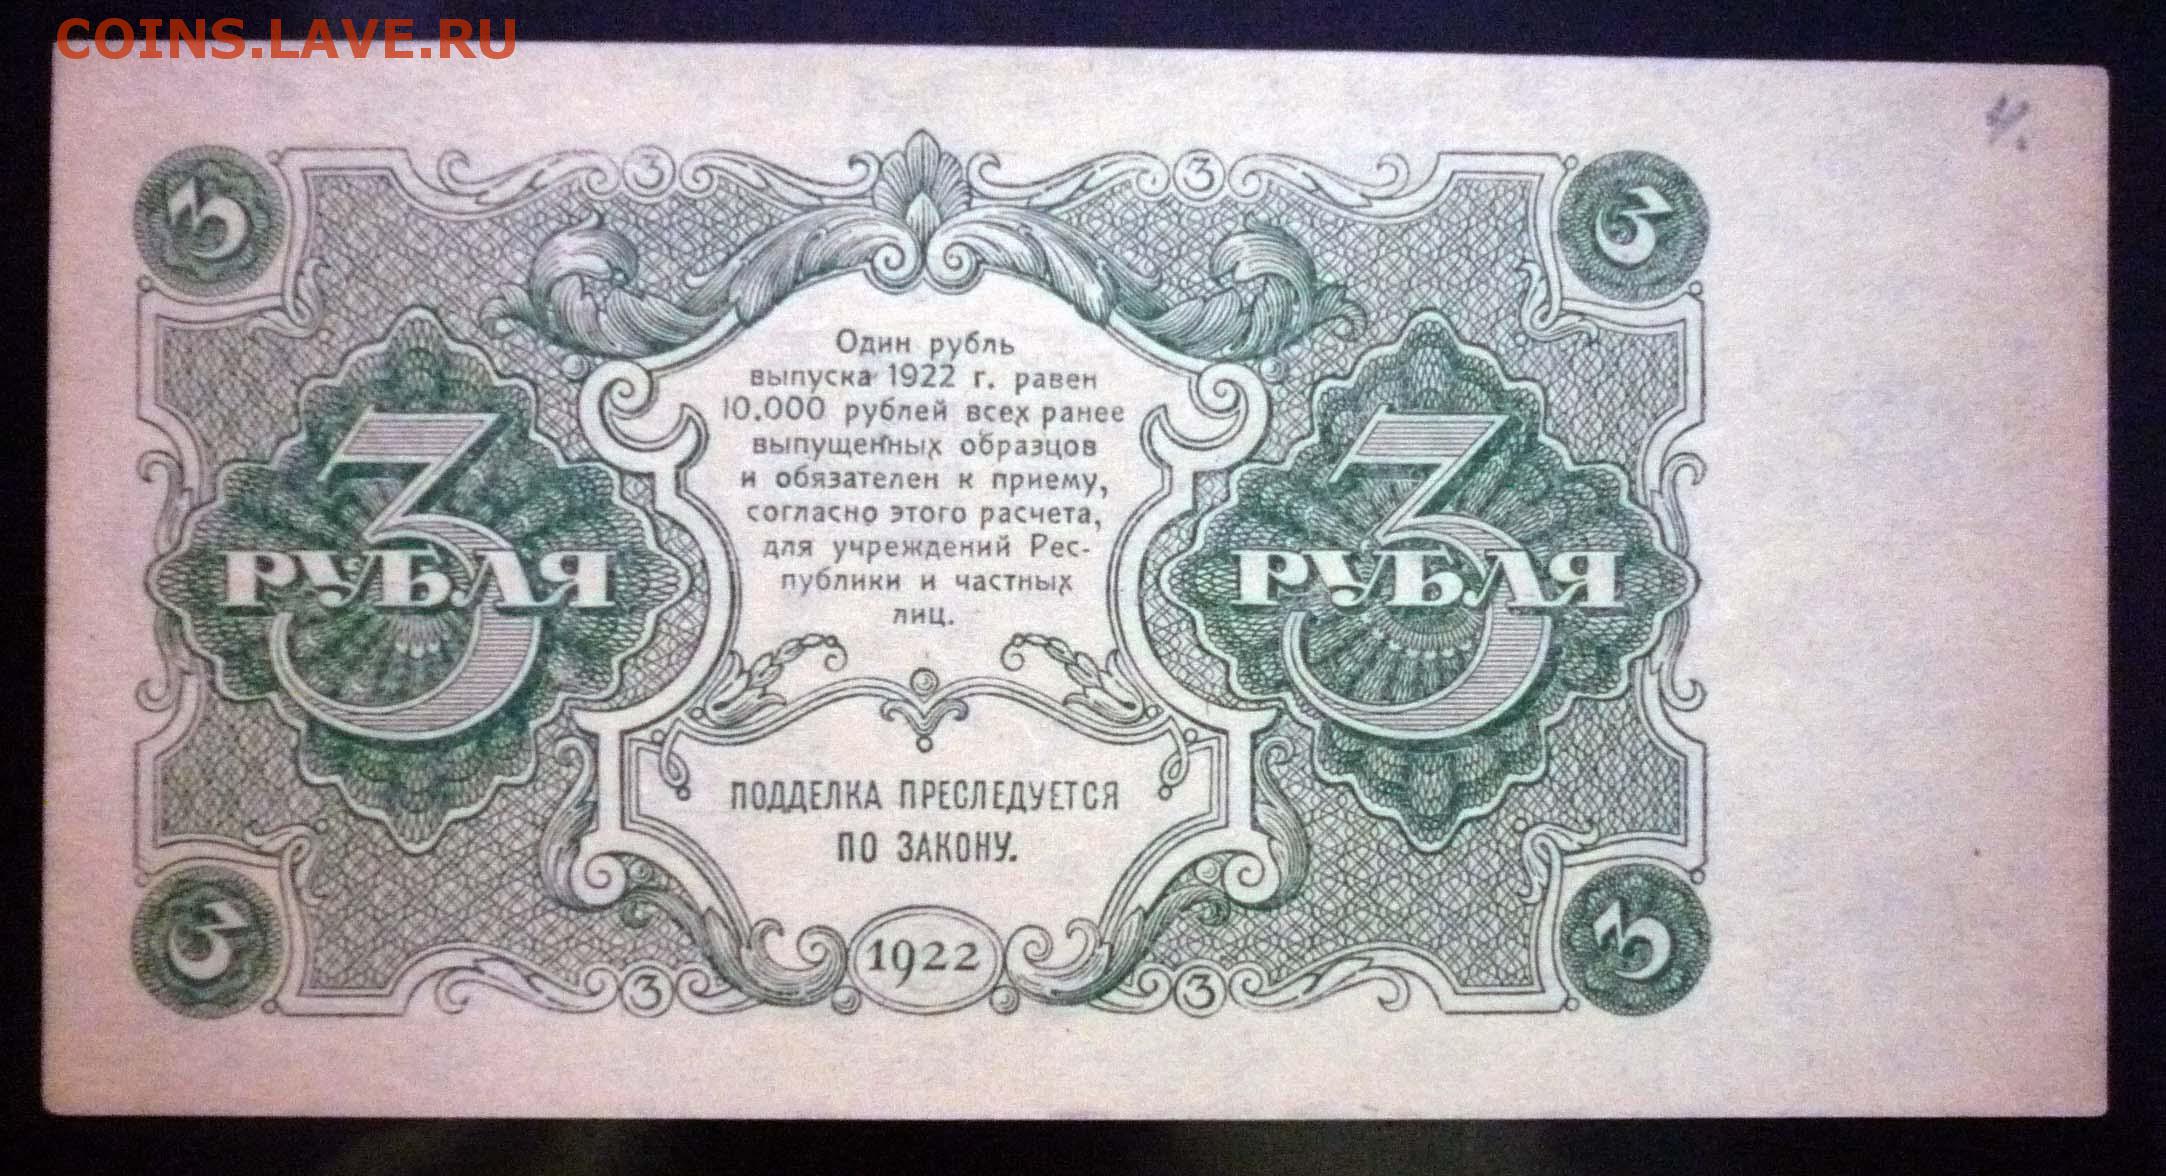 COINS.LAVE.RU
3 3 3 3
Один рубль
выпуска 1922 г. равен
10.000 рублей всех ранее
выпущенных образцов
и обязателен к приему,
согласно этого расчета,
для учреждений Рес-
публики и частных
лиц.
3 РУБЛЯ
3 РУБЛЯ
ПОДДЕЛКА ПРЕСЛЕДУЕТСЯ
ПО ЗАКОНУ.
3 3 1922 3 3